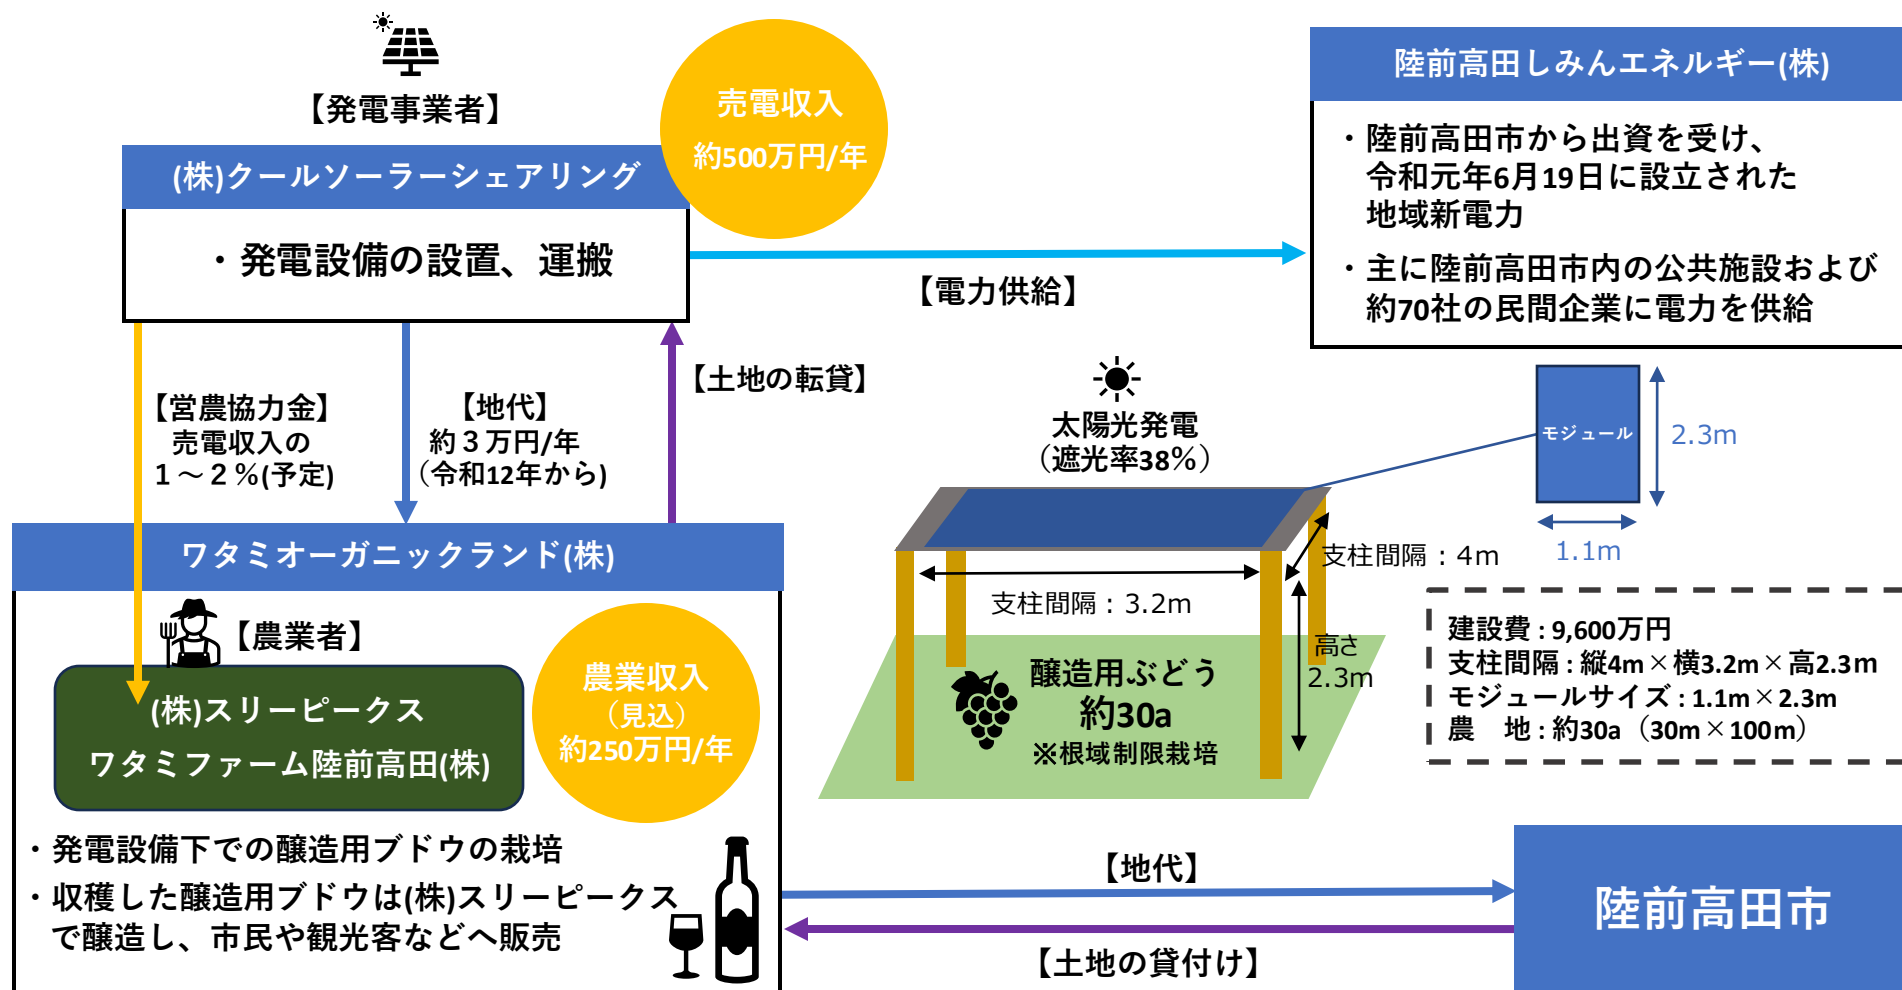 【発電事業者】
(株)クールソーラーシェアリング
・発電設備の設置、運搬
売電収入
約500万円/年
【電力供給】
陸前高田しみんエネルギー(株)
・陸前高田市から出資を受け、
令和元年6月19日に設立された
地域新電力
・主に陸前高田市内の公共施設および
約70社の民間企業に電力を供給
【営農協力金】
売電収入の
１～２％(予定)
【地代】
約３万円/年
（令和12年から)
【土地の転貸】
太陽光発電
（遮光率38％）
モジュール
2.3m
1.1m
支柱間隔：4m
支柱間隔：3.2m
高さ
2.3m
醸造用ぶどう
約30a
※根域制限栽培
建設費：9,600万円
支柱間隔：縦4m×横3.2m×高2.3m
モジュールサイズ：1.1m×2.3m
農　地：約30a（30m×100m）
ワタミオーガニックランド(株)
【農業者】
(株)スリーピークス
ワタミファーム陸前高田(株)
農業収入
（見込）
約250万円/年
・発電設備下での醸造用ブドウの栽培
・収穫した醸造用ブドウは(株)スリーピークス
で醸造し、市民や観光客などへ販売
【地代】
【土地の貸付け】
陸前高田市